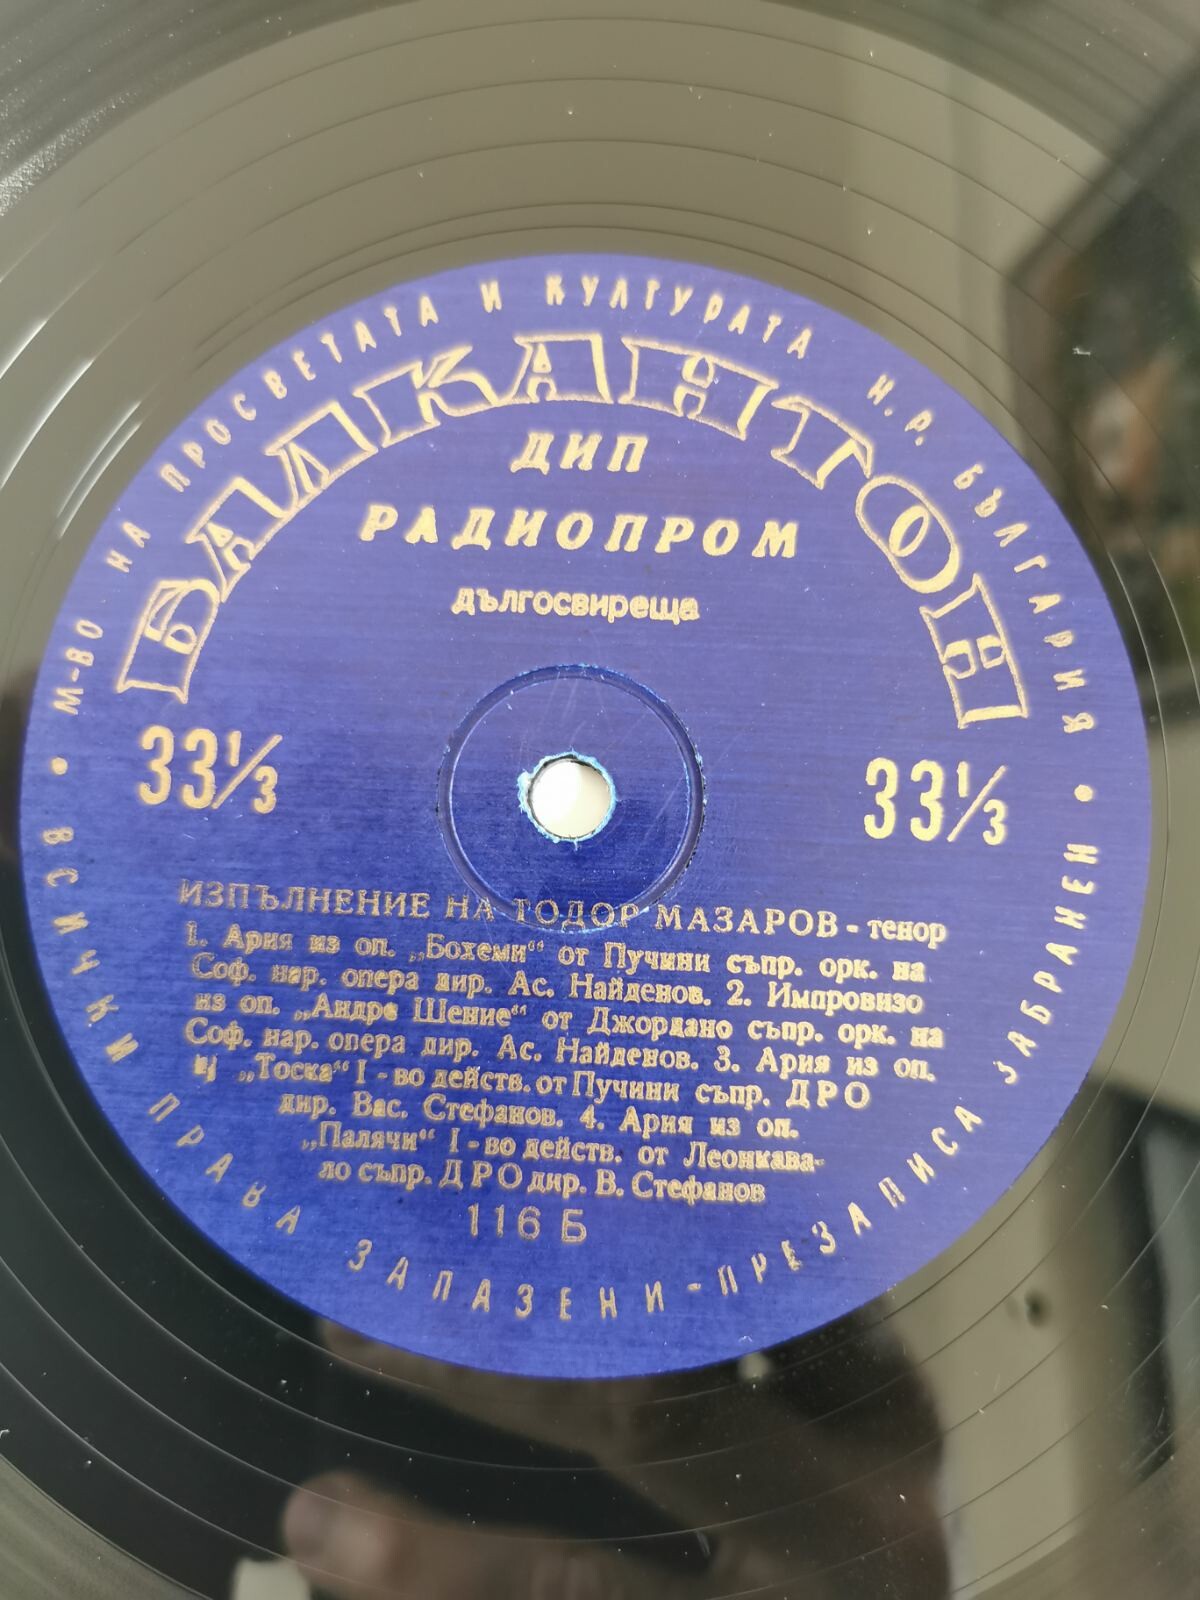 М-ВО НА ПРОСВЕТАТА И КУЛТУРАТА Н.Р. БЪЛГАРИЯ
БАЛКАНТОН
ДИП
РАДИОПРОМ
дългосвиреща
33 1/3 33 1/3
ИЗПЪЛНЕНИЕ НА ТОДОР МАЗАРОВ - тенор
1. Ария из оп. „Бохеми“ от Пучини съпр. орк. на
Соф. нар. опера дир. Ас. Найденов. 2. Импровизо
из оп. „Андре Шение“ от Джордано съпр. орк. на
Соф. нар. опера дир. Ас. Найденов. 3. Ария из оп.
„Тоска“ I - во действ. от Пучини съпр. ДРО
дир. Вас. Стефанов. 4. Ария из оп.
„Палячи“ I - во действ. от Леонкава-
ло съпр. ДРО дир. В. Стефанов
116 Б
ВСИЧКИ ПРАВА ЗАПАЗЕНИ - ПРЕЗАПИСА ЗАБРАНЕН